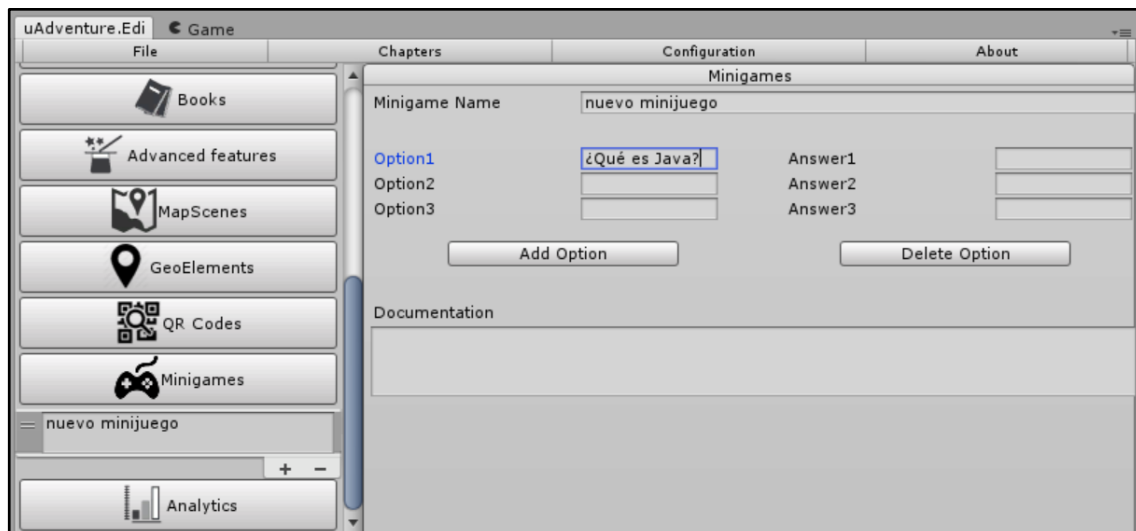 uAdventure.Edi Game
File Chapters Configuration About
Books
Advanced features
MapScenes
GeoElements
QR Codes
Minigames
nuevo minijuego
+ −
Analytics
Minigames
Minigame Name nuevo minijuego
Option1 ¿Qué es Java? Answer1
Option2 Answer2
Option3 Answer3
Add Option Delete Option
Documentation